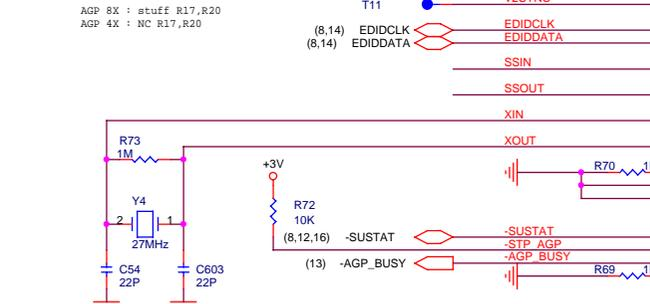 T11
AGP 8X : stuff R17,R20
AGP 4X : NC R17,R20
(8,14) EDIDCLK EDIDCLK
(8,14) EDIDDATA EDIDDATA
SSIN
SSOUT
XIN
R73
1M
XOUT
+3V
R70
Y4
R72
10K
2 1
27MHz
(8,12,16) -SUSTAT -SUSTAT
-STP_AGP
(13) -AGP_BUSY -AGP_BUSY
C54
22P
C603
22P
R69